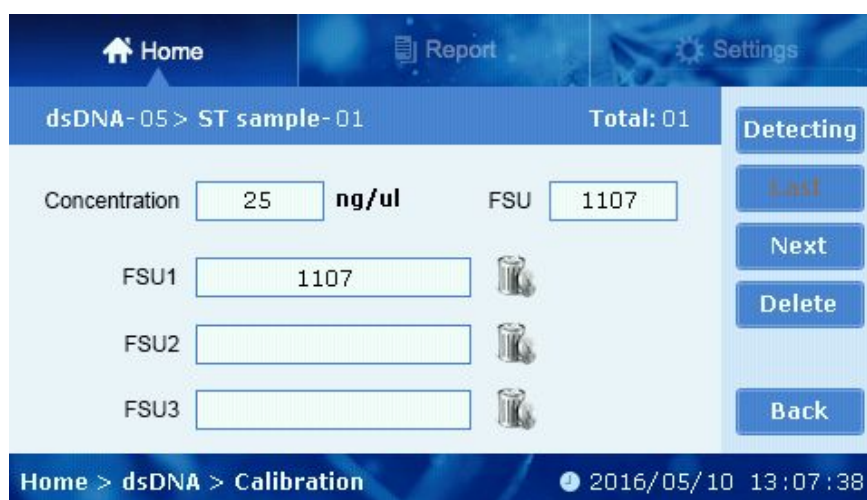 Home Report Settings
dsDNA-05> ST sample-01 Total: 01
Detecting
Concentration 25 ng/ul FSU 1107
Last
FSU1 1107
Next
Delete
FSU2
FSU3
Back
Home > dsDNA > Calibration 2016/05/10 13:07:38